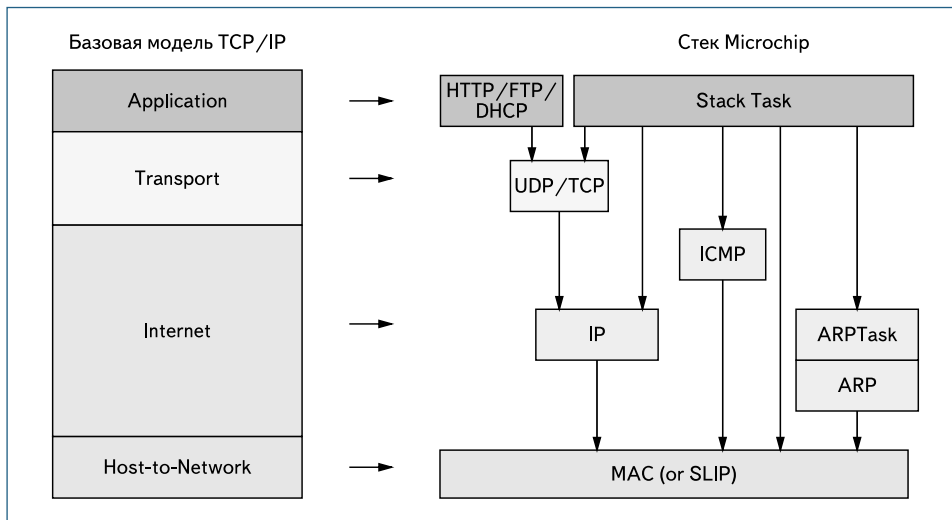 Базовая модель TCP/IP
Application
Transport
Internet
Host-to-Network
Стек Microchip
HTTP/FTP/
DHCP
Stack Task
UDP/TCP
ICMP
IP
ARPTask
ARP
MAC (or SLIP)